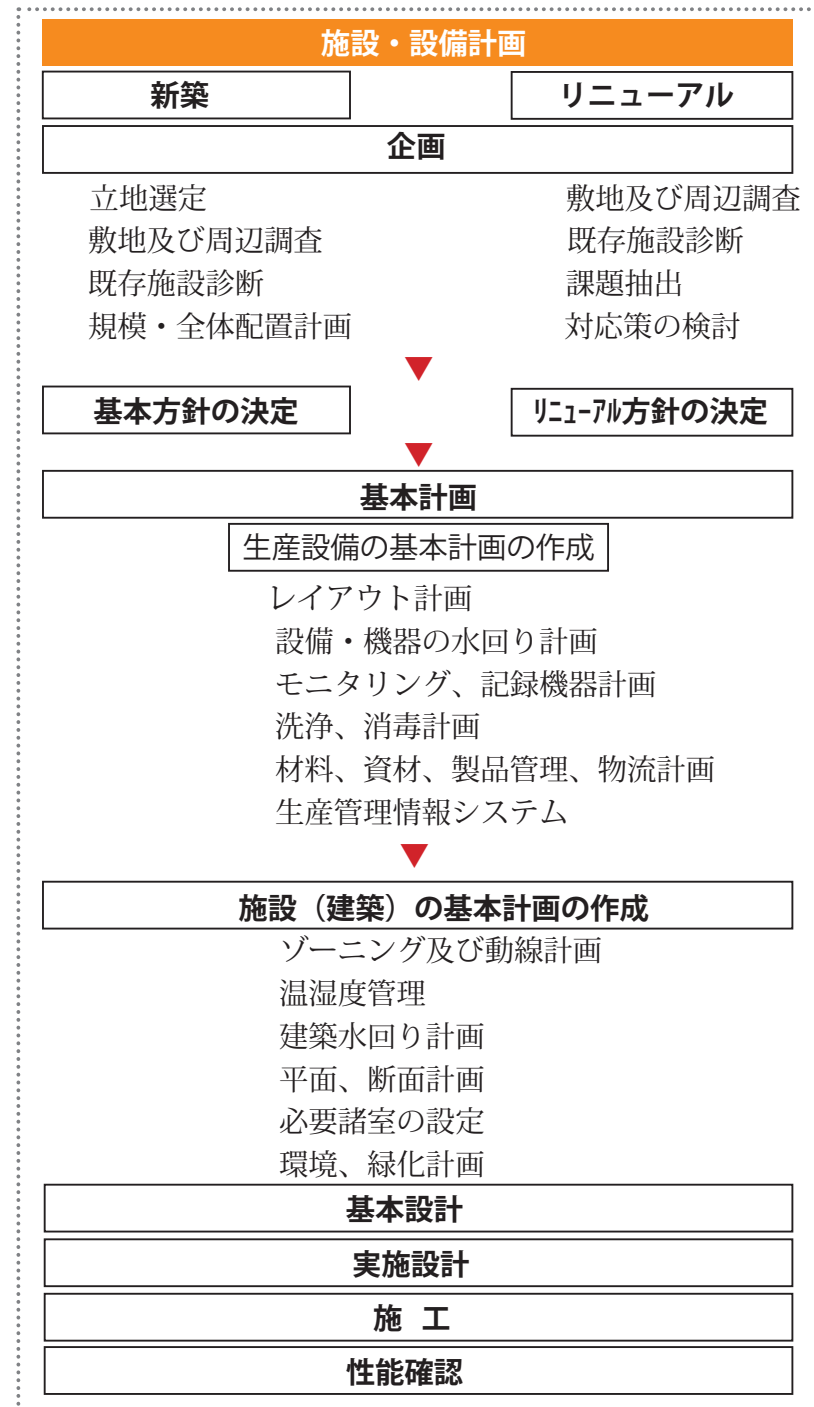 施設・設備計画
新築
リニューアル
企画
立地選定
敷地及び周辺調査
既存施設診断
規模・全体配置計画
敷地及び周辺調査
既存施設診断
課題抽出
対応策の検討
基本方針の決定
ﾘﾆｭｰｱﾙ方針の決定
基本計画
生産設備の基本計画の作成
レイアウト計画
設備・機器の水回り計画
モニタリング、記録機器計画
洗浄、消毒計画
材料、資材、製品管理、物流計画
生産管理情報システム
施設（建築）の基本計画の作成
ゾーニング及び動線計画
温湿度管理
建築水回り計画
平面、断面計画
必要諸室の設定
環境、緑化計画
基本設計
実施設計
施 工
性能確認